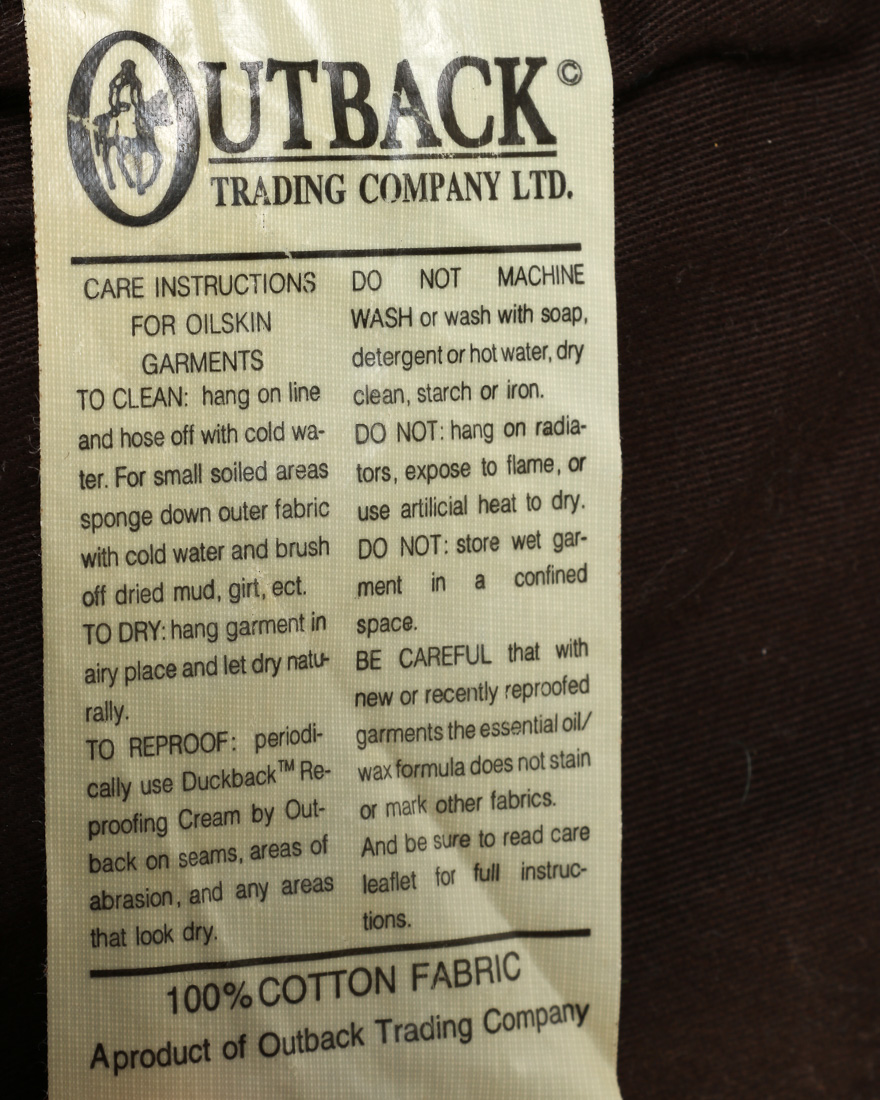 OUTBACK©
TRADING COMPANY LTD.
CARE INSTRUCTIONS
FOR OILSKIN
GARMENTS
TO CLEAN: hang on line
and hose off with cold wa-
ter. For small soiled areas
sponge down outer fabric
with cold water and brush
off dried mud, girt, ect.
TO DRY: hang garment in
airy place and let dry natu-
rally.
TO REPROOF: periodi-
cally use Duckback™ Re-
proofing Cream by Out-
back on seams, areas of
abrasion, and any areas
that look dry.
DO NOT MACHINE
WASH or wash with soap,
detergent or hot water, dry
clean, starch or iron.
DO NOT: hang on radia-
tors, expose to flame, or
use artilicial heat to dry.
DO NOT: store wet gar-
ment in a confined
space.
BE CAREFUL that with
new or recently reproofed
garments the essential oil/
wax formula does not stain
or mark other fabrics.
And be sure to read care
leaflet for full instruc-
tions.
100% COTTON FABRIC
Aproduct of Outback Trading Company